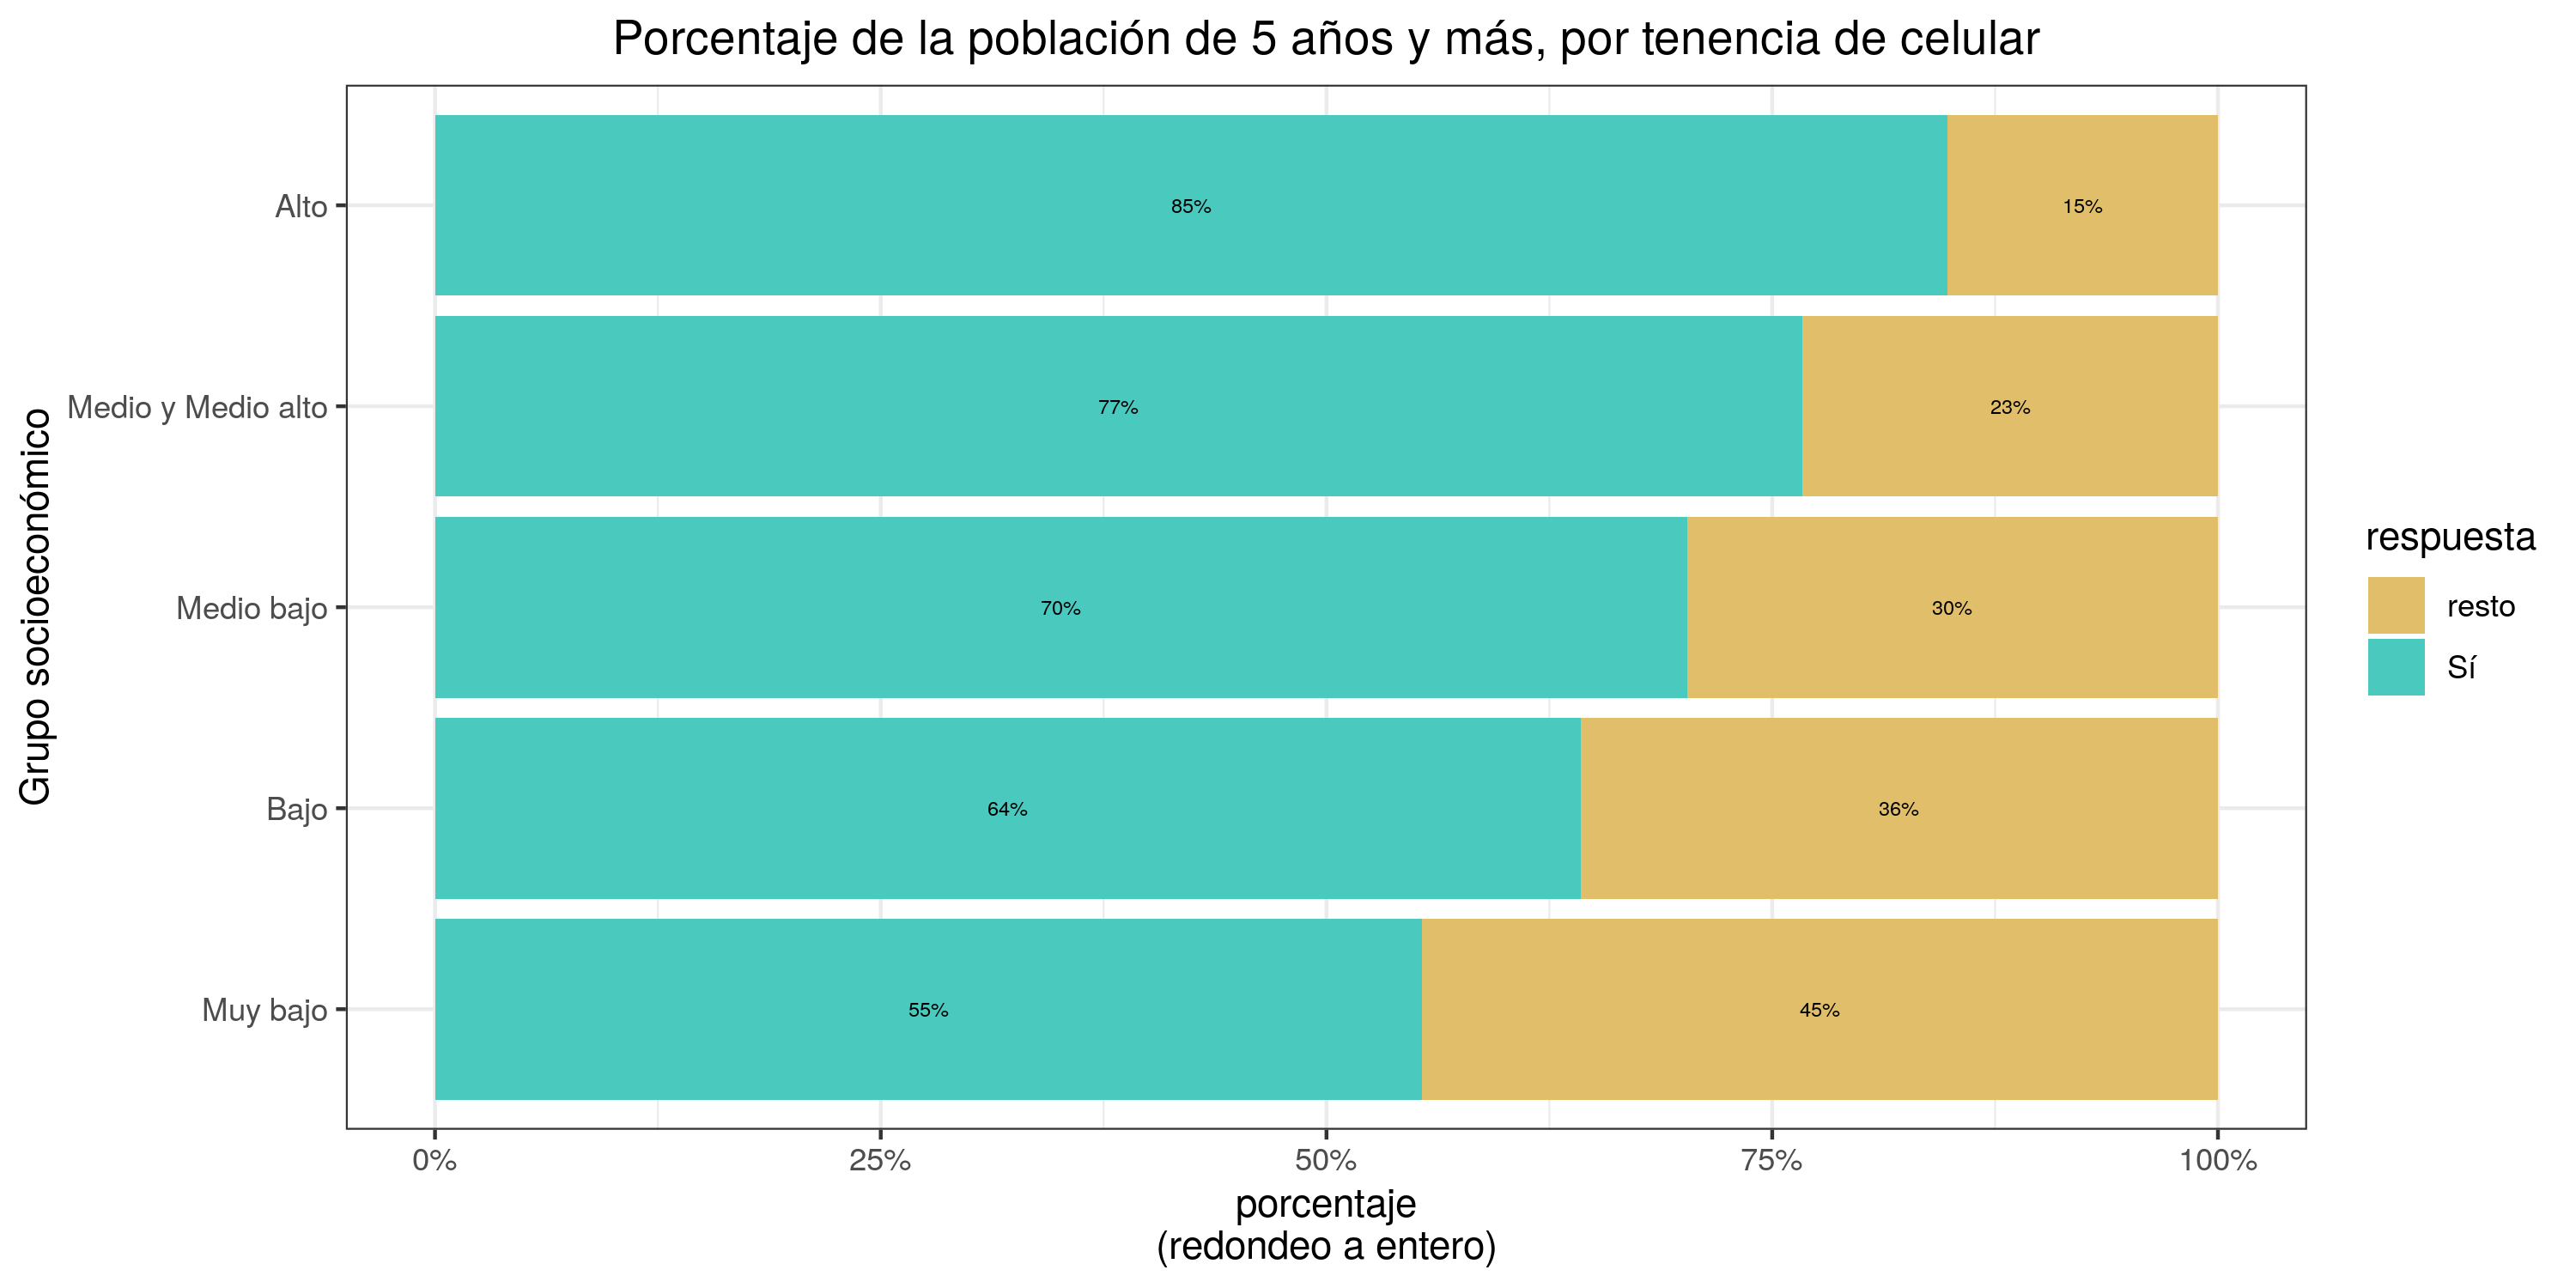 Porcentaje de la población de 5 años y más, por tenencia de celular
Grupo socioeconómico
Alto
85%
15%
Medio y Medio alto
77%
23%
Medio bajo
70%
30%
Bajo
64%
36%
Muy bajo
55%
45%
0%
25%
50%
75%
100%
porcentaje
(redondeo a entero)
respuesta
resto
Sí